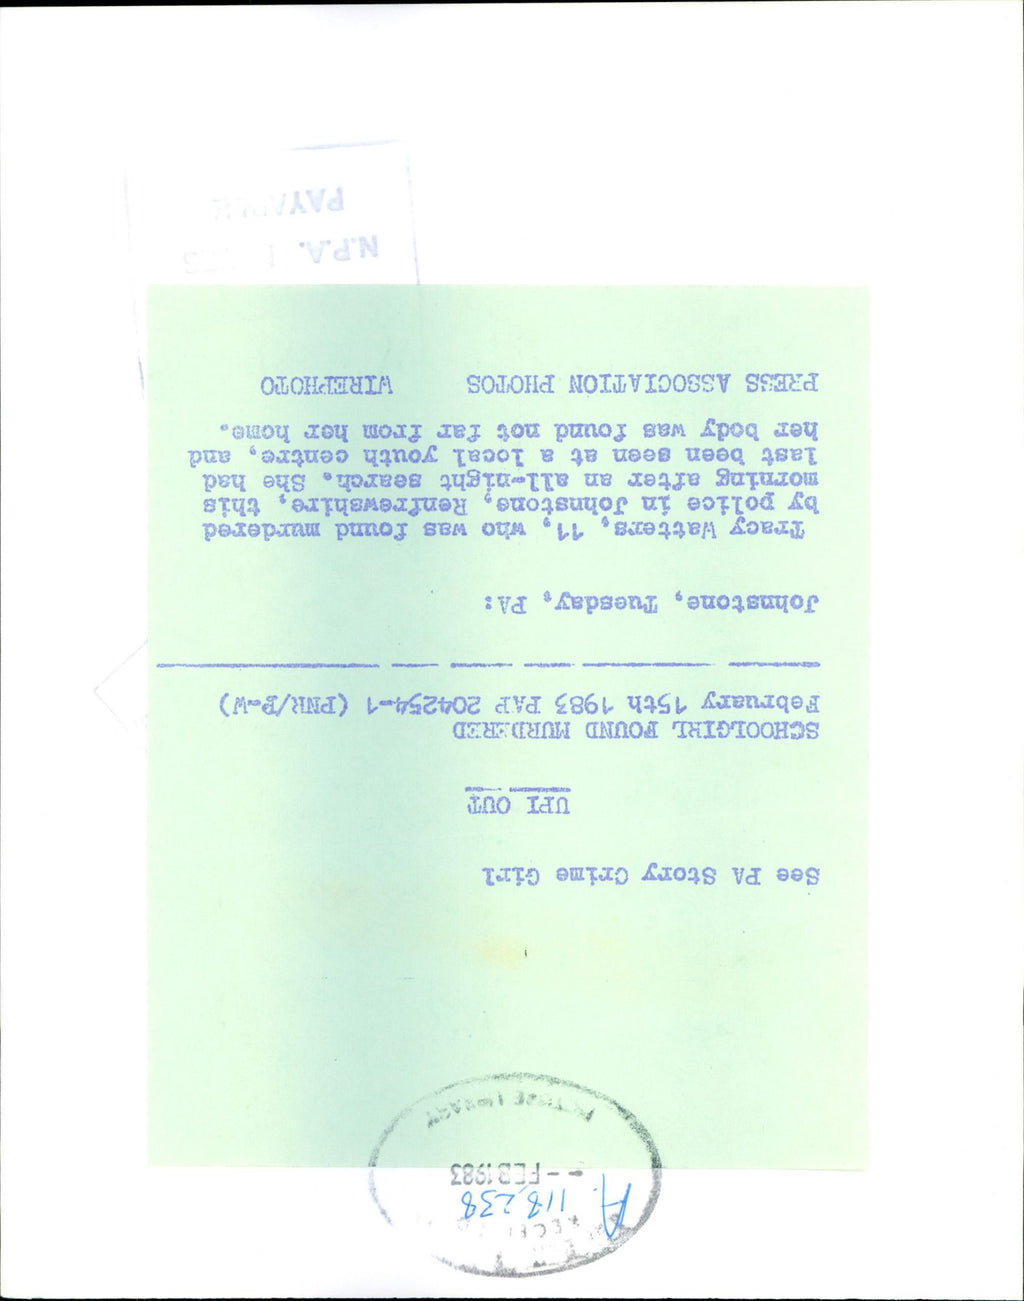 A. 118,238
- - FEB 1983
PICTURE LIBRARY
See PA Story Crime Girl
UPI OUT
SCHOOLGIRL FOUND MURDERED
February 15th 1983 PAP 204254-1 (PNR/B-W)
Johnstone, Tuesday, PA:
Tracy Watters, 11, who was found murdered
by police in Johnstone, Renfrewshire, this
morning after an all-night search. She had
last been seen at a local youth centre, and
her body was found not far from her home.
PRESS ASSOCIATION PHOTOS WIREPHOTO
N.P.A.
PAYABLE